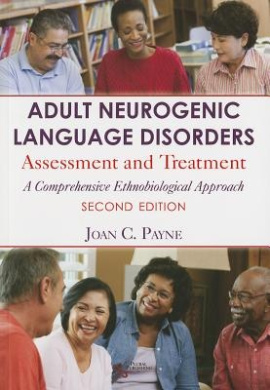 ADULT NEUROGENIC
LANGUAGE DISORDERS
Assessment and Treatment
A Comprehensive Ethnobiological Approach
SECOND EDITION
JOAN C. PAYNE